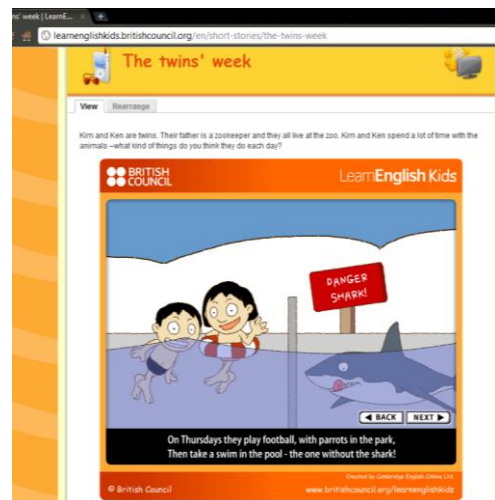 ns' week | LearnE...
learnenglishkids.britishcouncil.org/en/short-stories/the-twins-week
The twins' week
View Rearrange
Kim and Ken are twins. Their father is a zookeeper and they all live at the zoo. Kim and Ken spend a lot of time with the
animals –what kind of things do you think they do each day?
BRITISH
COUNCIL
LearnEnglish Kids
DANGER
SHARK!
BACK NEXT
On Thursdays they play football, with parrots in the park,
Then take a swim in the pool - the one without the shark!
Created by Cambridge English Online Ltd.
© British Council www.britishcouncil.org/learnenglishkids